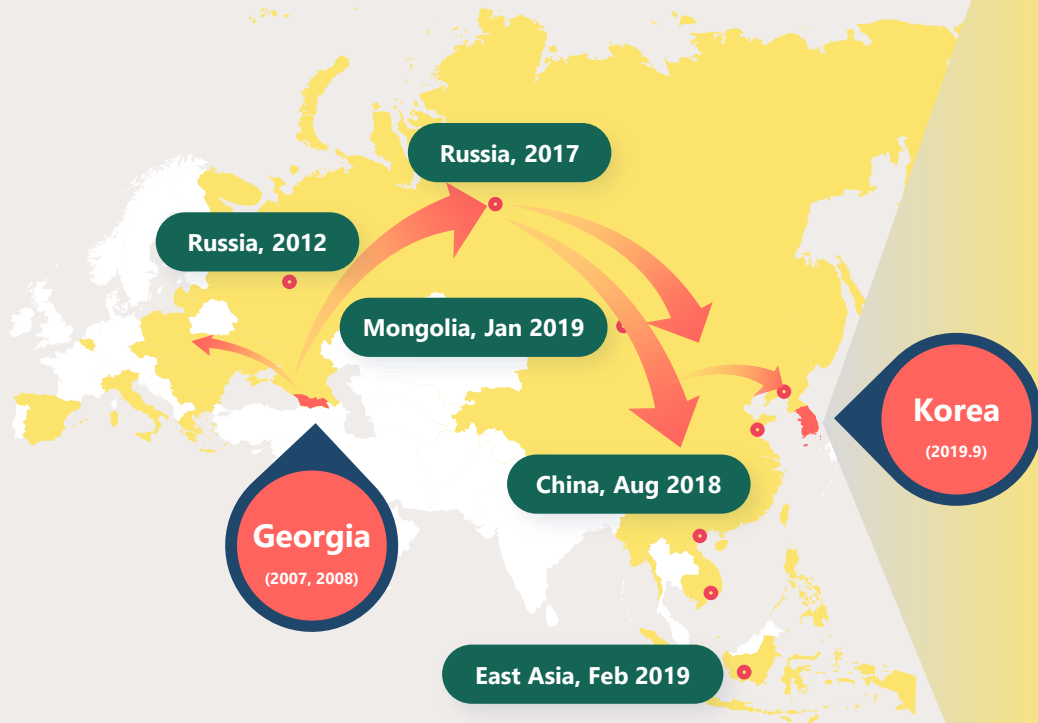 Russia, 2017
Russia, 2012
Mongolia, Jan 2019
Korea
(2019.9)
China, Aug 2018
Georgia
(2007, 2008)
East Asia, Feb 2019